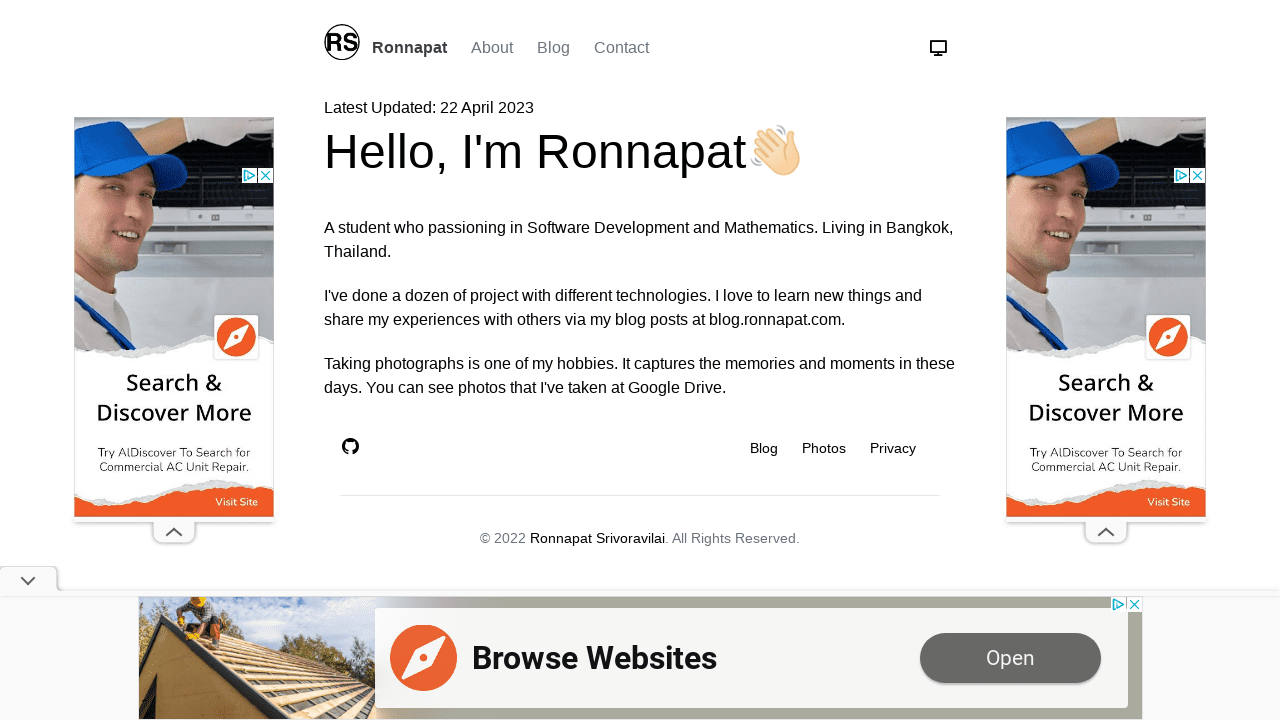 RS Ronnapat About Blog Contact
Latest Updated: 22 April 2023
Hello, I'm Ronnapat👋🏻
A student who passioning in Software Development and Mathematics. Living in Bangkok,
Thailand.
I've done a dozen of project with different technologies. I love to learn new things and
share my experiences with others via my blog posts at blog.ronnapat.com.
Taking photographs is one of my hobbies. It captures the memories and moments in these
days. You can see photos that I've taken at Google Drive.
Blog Photos Privacy
© 2022 Ronnapat Srivoravilai. All Rights Reserved.
Search &
Discover More
Try AlDiscover To Search for
Commercial AC Unit Repair.
Visit Site
Search &
Discover More
Try AlDiscover To Search for
Commercial AC Unit Repair.
Visit Site
Browse Websites
Open